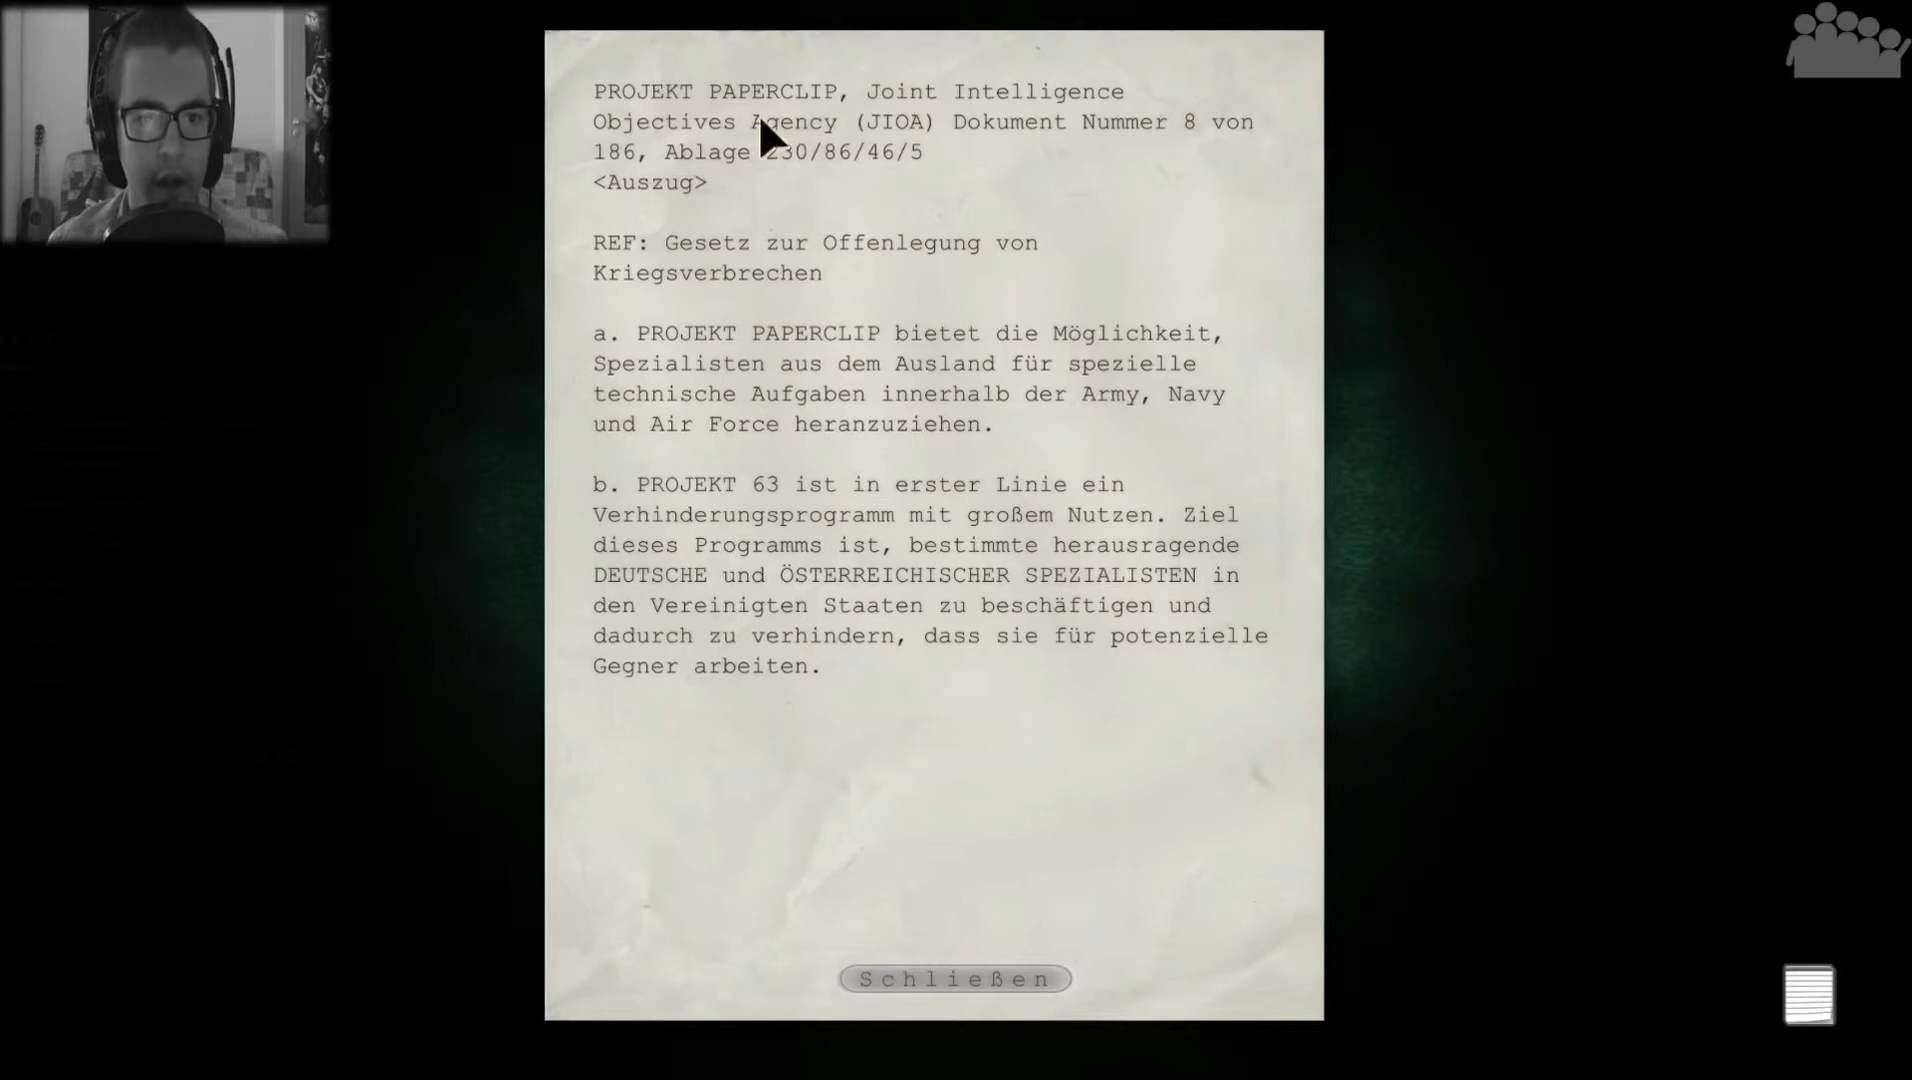 PROJEKT PAPERCLIP, Joint Intelligence
Objectives Agency (JIOA) Dokument Nummer 8 von
186, Ablage 230/86/46/5
<Auszug>
REF: Gesetz zur Offenlegung von
Kriegsverbrechen
a. PROJEKT PAPERCLIP bietet die Möglichkeit,
Spezialisten aus dem Ausland für spezielle
technische Aufgaben innerhalb der Army, Navy
und Air Force heranzuziehen.
b. PROJEKT 63 ist in erster Linie ein
Verhinderungsprogramm mit großem Nutzen. Ziel
dieses Programms ist, bestimmte herausragende
DEUTSCHE und ÖSTERREICHISCHER SPEZIALISTEN in
den Vereinigten Staaten zu beschäftigen und
dadurch zu verhindern, dass sie für potenzielle
Gegner arbeiten.
Schließen